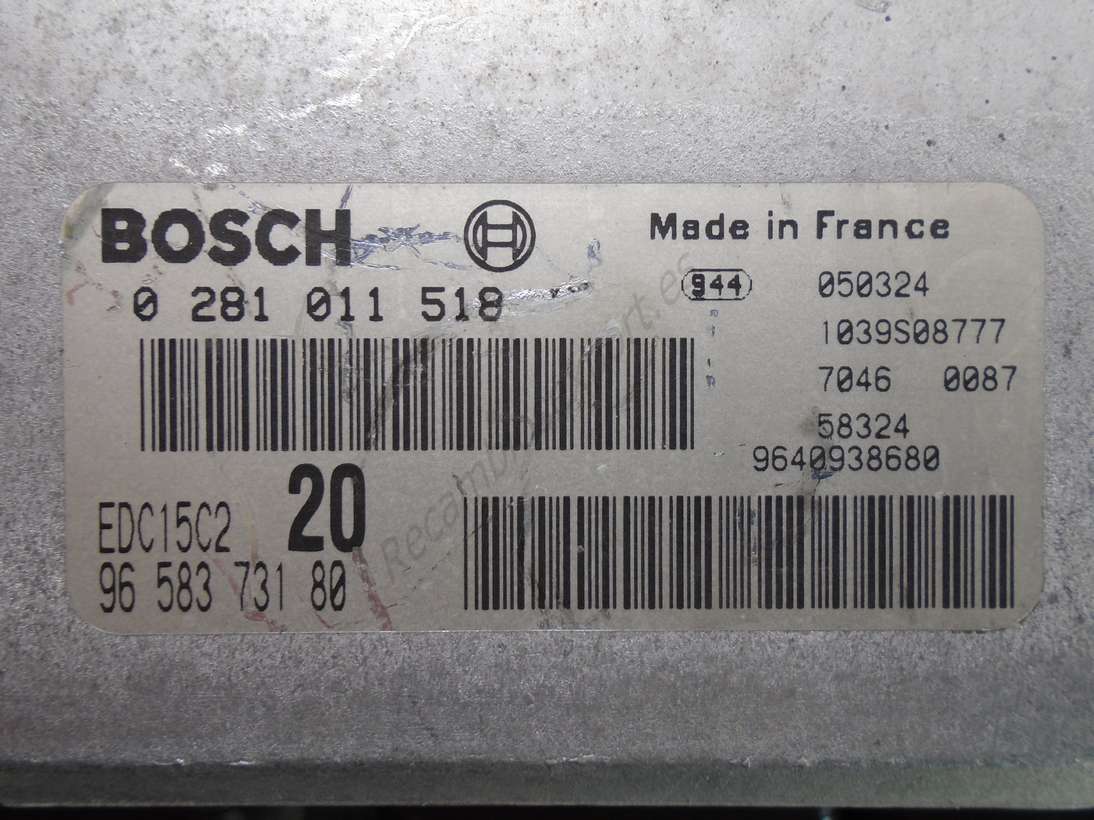 BOSCH
Made in France
0 281 011 518
944 050324
1039S08777
7046 0087
58324
9640938680
EDC15C2 20
96 583 731 80